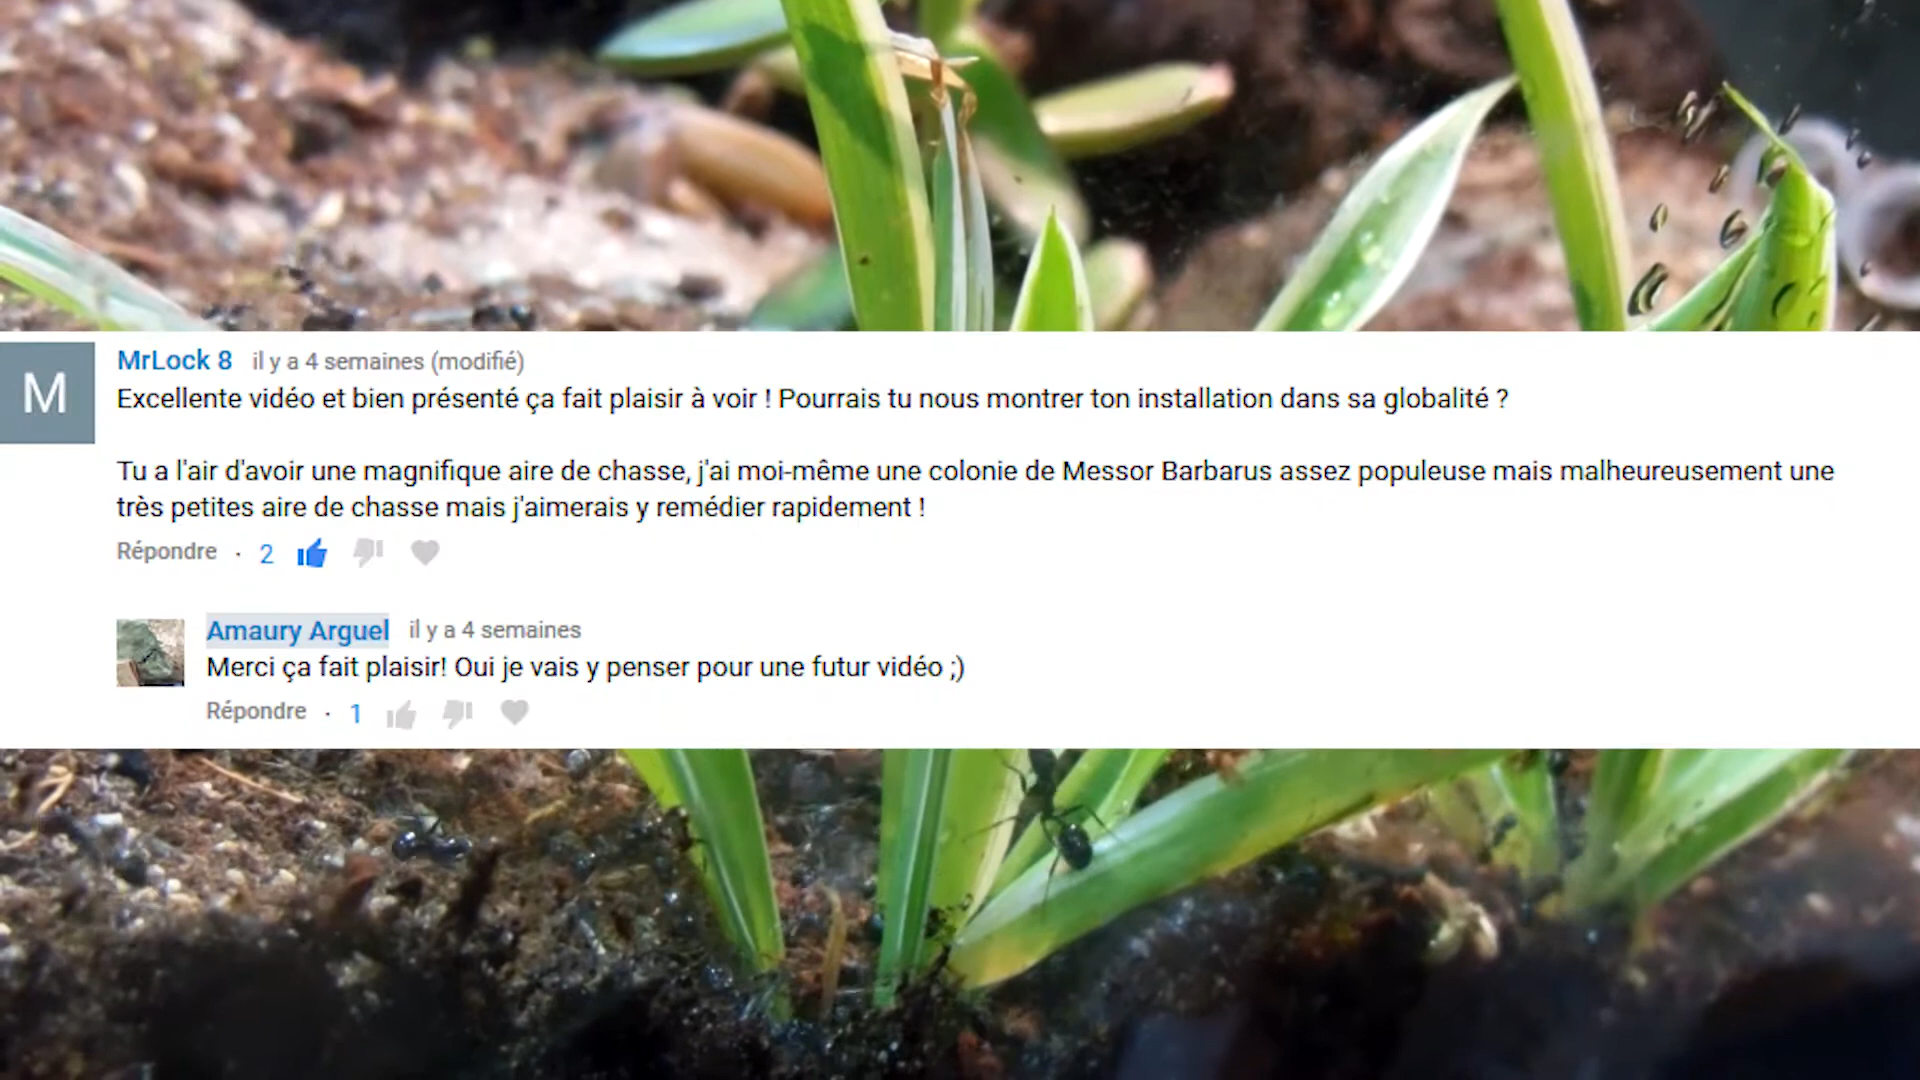 M
MrLock 8 il y a 4 semaines (modifié)
Excellente vidéo et bien présenté ça fait plaisir à voir ! Pourrais tu nous montrer ton installation dans sa globalité ?
Tu a l'air d'avoir une magnifique aire de chasse, j'ai moi-même une colonie de Messor Barbarus assez populeuse mais malheureusement une
très petites aire de chasse mais j'aimerais y remédier rapidement !
Répondre · 2
Amaury Arguel il y a 4 semaines
Merci ça fait plaisir! Oui je vais y penser pour une futur vidéo ;)
Répondre · 1